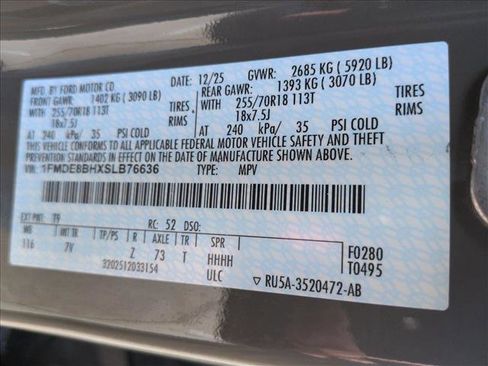 MFD. BY FORD MOTOR CO. DATE: 12/25 GVWR: 2685 KG ( 5920 LB)
FRONT GAWR: 1402 KG ( 3090 LB) REAR GAWR: 1393 KG ( 3070 LB)
WITH 255/70R18 113T TIRES WITH 255/70R18 113T TIRES
18x7.5J 18x7.5J
AT 240 kPa/ 35 PSI COLD AT 240 kPa/ 35 PSI COLD
THIS VEHICLE CONFORMS TO ALL APPLICABLE FEDERAL MOTOR VEHICLE SAFETY AND THEFT
PREVENTION STANDARDS IN EFFECT ON THE DATE OF MANUFACTURE SHOWN ABOVE.
VIN: 1FMDE8BHXSLB76636 TYPE: MPV
EXT PNT: T9 RC: 52 DSO:
WB INT TR TP/PS R AXLE TR SPR
116 7V Z 73 T HHHH
3202512033154 ULC
F0280
T0495
RU5A-3520472-AB